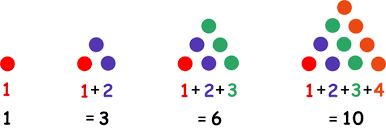 1 1+2 1+2+3 1+2+3+4
1 =3 =6 =10